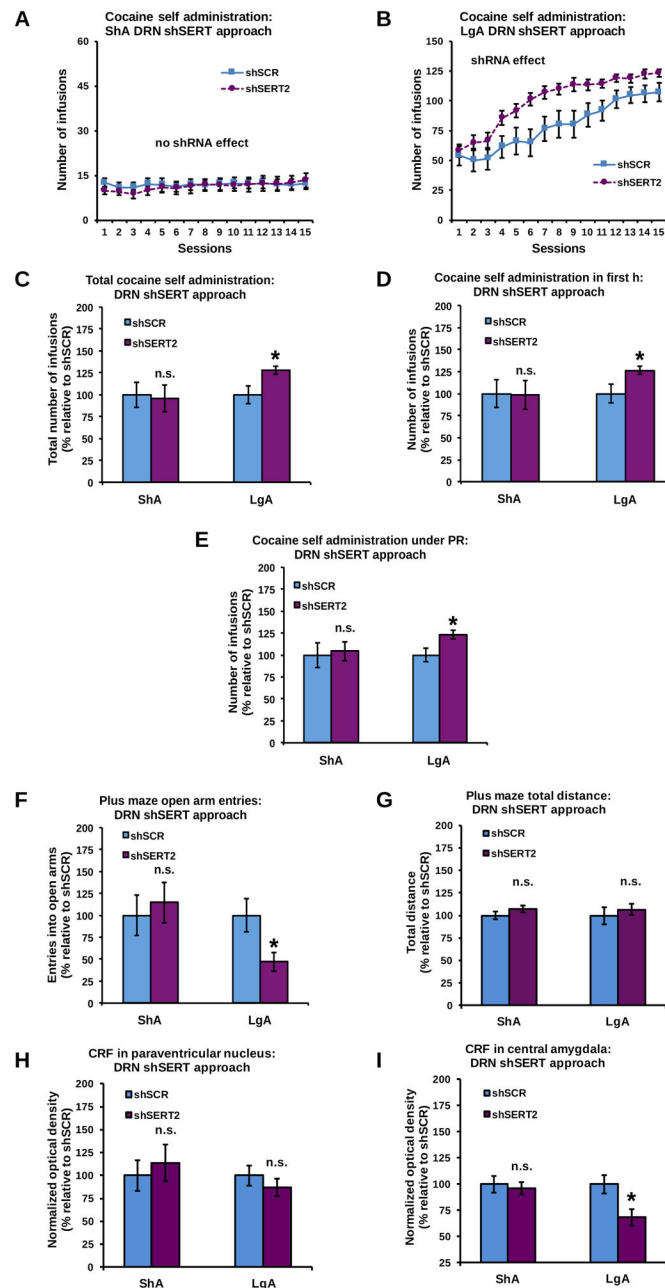 A
Cocaine self administration:
ShA DRN shSERT approach
Number of infusions
60
45
30
15
0
shSCR
shSERT2
no shRNA effect
1 2 3 4 5 6 7 8 9 10 11 12 13 14 15
Sessions
B
Cocaine self administration:
LgA DRN shSERT approach
Number of infusions
150
125
100
75
50
25
0
shRNA effect
shSCR
shSERT2
1 2 3 4 5 6 7 8 9 10 11 12 13 14 15
Sessions
C
Total cocaine self administration:
DRN shSERT approach
Total number of infusions
(% relative to shSCR)
200
175
150
125
100
75
50
25
0
shSCR
shSERT2
n.s.
*
ShA LgA
D
Cocaine self administration in first h:
DRN shSERT approach
Number of infusions
(% relative to shSCR)
200
175
150
125
100
75
50
25
0
shSCR
shSERT2
n.s.
*
ShA LgA
E
Cocaine self administration under PR:
DRN shSERT approach
Number of infusions
(% relative to shSCR)
200
175
150
125
100
75
50
25
0
shSCR
shSERT2
n.s.
*
ShA LgA
F
Plus maze open arm entries:
DRN shSERT approach
Entries into open arms
(% relative to shSCR)
200
175
150
125
100
75
50
25
0
shSCR
shSERT2
n.s.
*
ShA LgA
G
Plus maze total distance:
DRN shSERT approach
Total distance
(% relative to shSCR)
200
175
150
125
100
75
50
25
0
shSCR
shSERT2
n.s.
n.s.
ShA LgA
H
CRF in paraventricular nucleus:
DRN shSERT approach
Normalized optical density
(% relative to shSCR)
200
175
150
125
100
75
50
25
0
shSCR
shSERT2
n.s.
n.s.
ShA LgA
I
CRF in central amygdala:
DRN shSERT approach
Normalized optical density
(% relative to shSCR)
200
175
150
125
100
75
50
25
shSCR
shSERT2
n.s.
*
ShA LgA